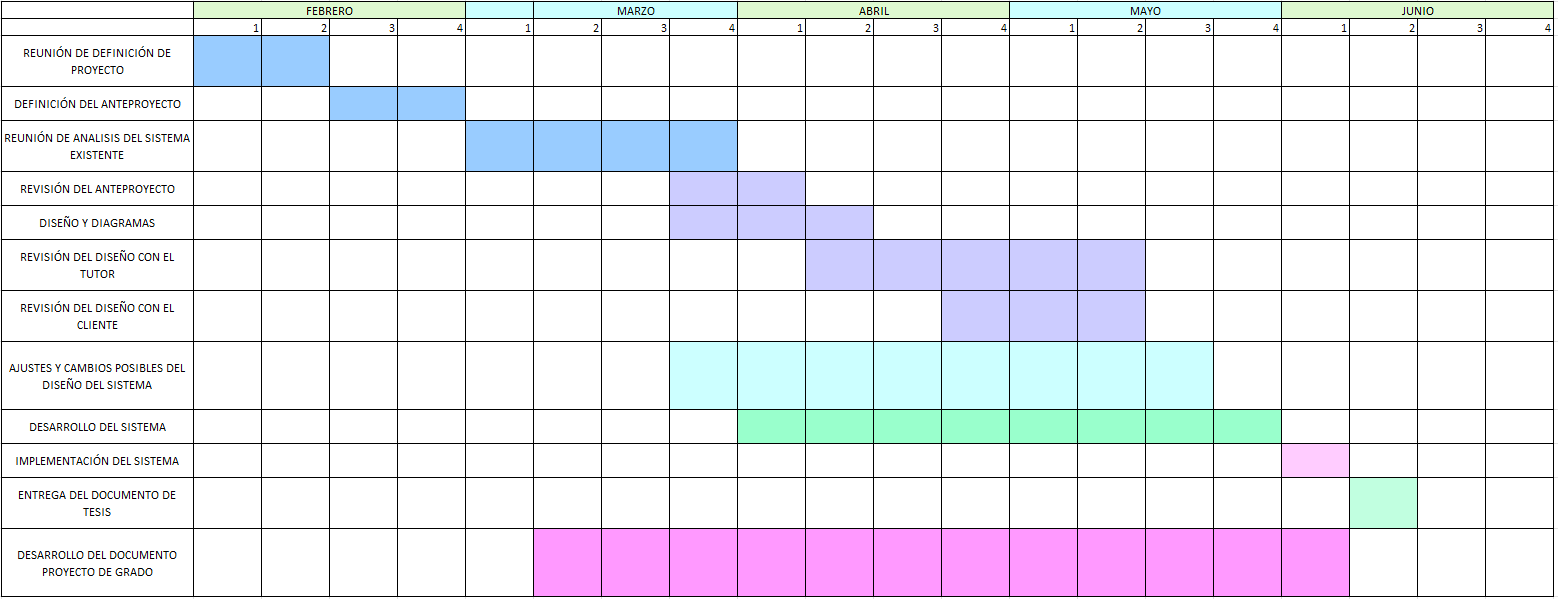 FEBRERO MARZO ABRIL MAYO JUNIO
1 2 3 4 1 2 3 4 1 2 3 4 1 2 3 4 1 2 3 4
REUNIÓN DE DEFINICIÓN DE
PROYECTO
DEFINICIÓN DEL ANTEPROYECTO
REUNIÓN DE ANALISIS DEL SISTEMA
EXISTENTE
REVISIÓN DEL ANTEPROYECTO
DISEÑO Y DIAGRAMAS
REVISIÓN DEL DISEÑO CON EL
TUTOR
REVISIÓN DEL DISEÑO CON EL
CLIENTE
AJUSTES Y CAMBIOS POSIBLES DEL
DISEÑO DEL SISTEMA
DESARROLLO DEL SISTEMA
IMPLEMENTACIÓN DEL SISTEMA
ENTREGA DEL DOCUMENTO DE
TESIS
DESARROLLO DEL DOCUMENTO
PROYECTO DE GRADO